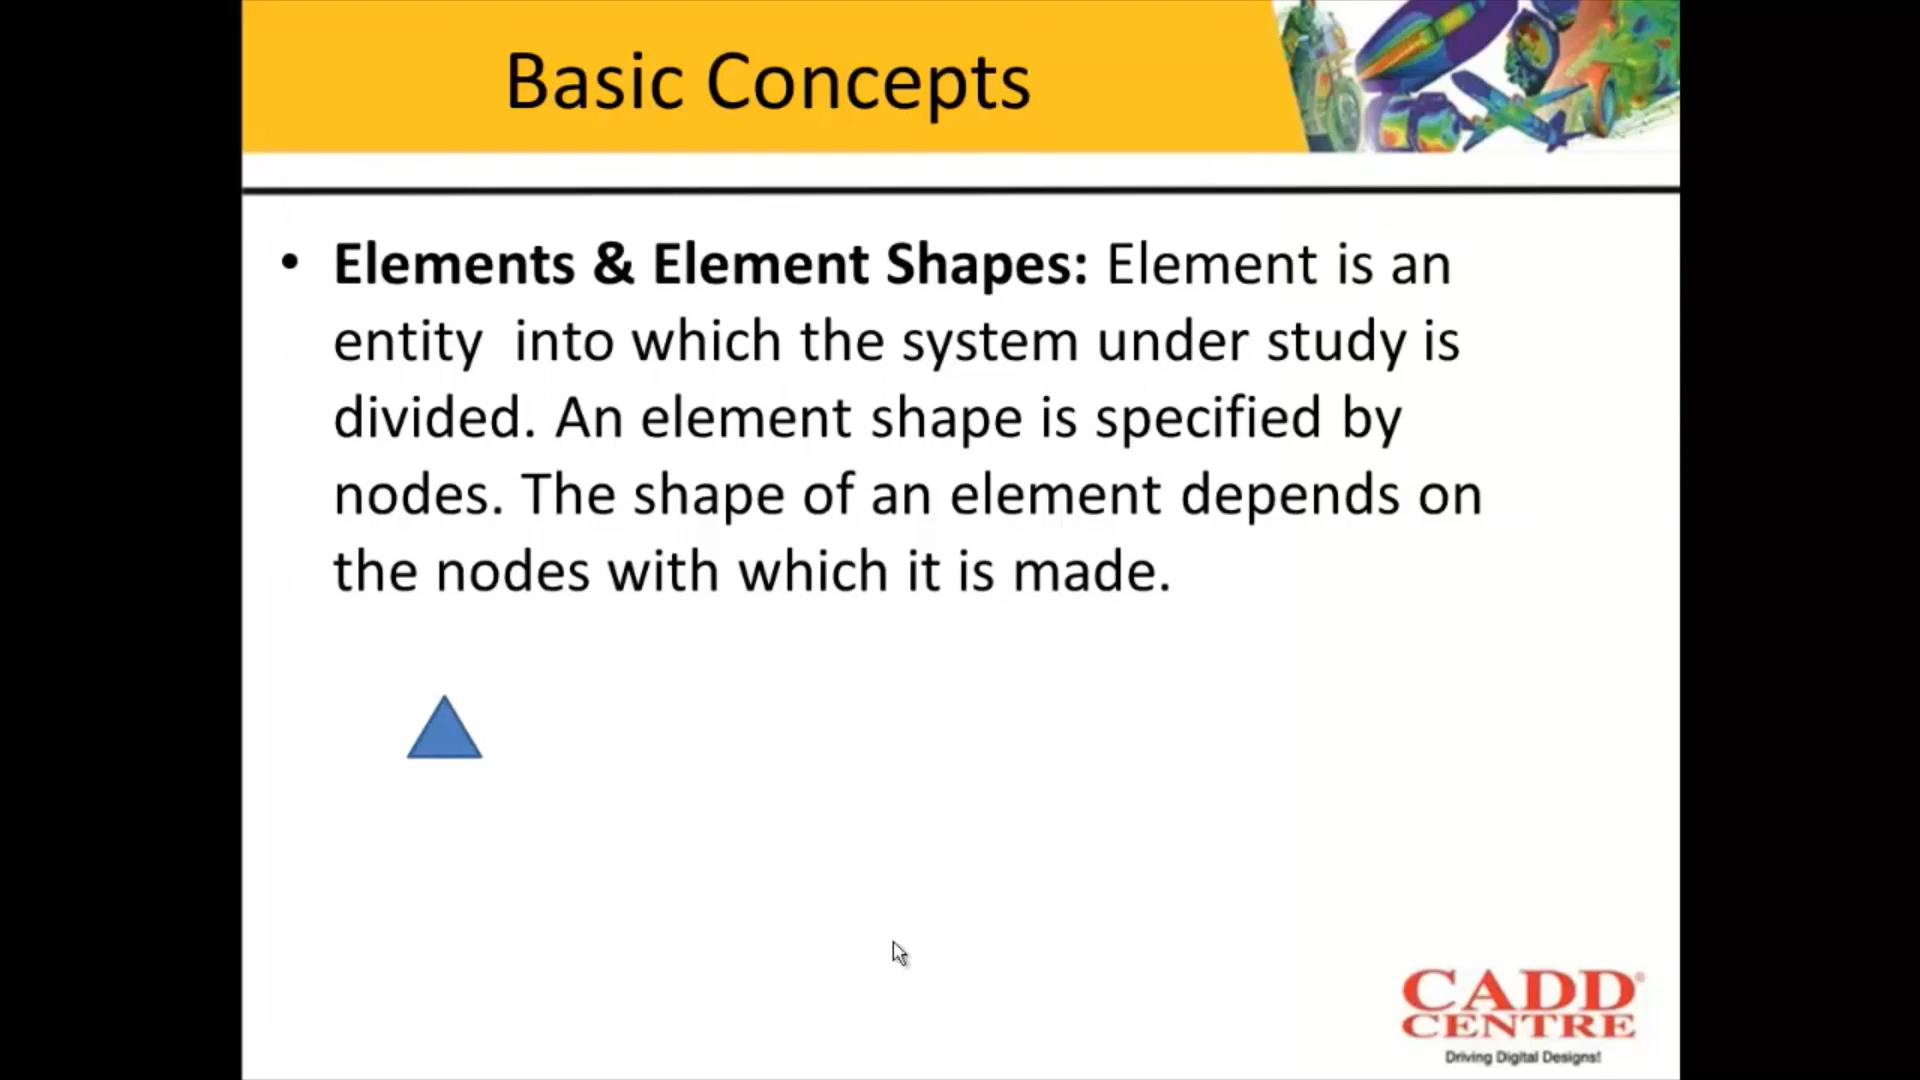 Basic Concepts
• Elements & Element Shapes: Element is an
entity into which the system under study is
divided. An element shape is specified by
nodes. The shape of an element depends on
the nodes with which it is made.
CADD®
CENTRE
Driving Digital Designs!